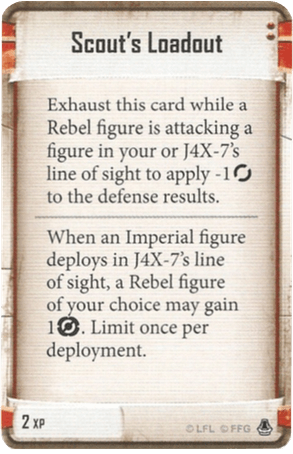 Scout's Loadout
Exhaust this card while a
Rebel figure is attacking a
figure in your or J4X-7's
line of sight to apply -1
to the defense results.
When an Imperial figure
deploys in J4X-7's line
of sight, a Rebel figure
of your choice may gain
1. Limit once per
deployment.
2 XP
© LFL © FFG